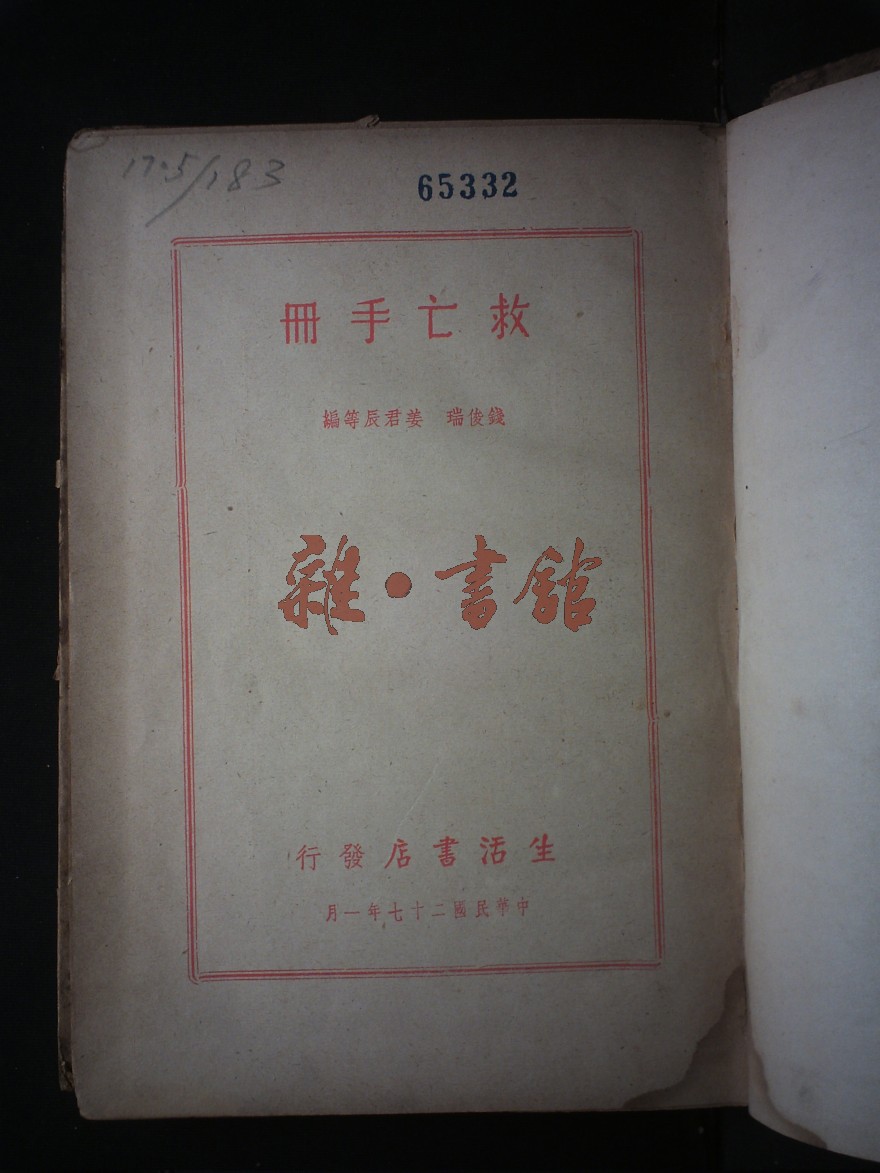 17.5/183
65332
救亡手冊
錢俊瑞 姜君辰等編
雜·書館
生活書店發行
中華民國二十七年一月